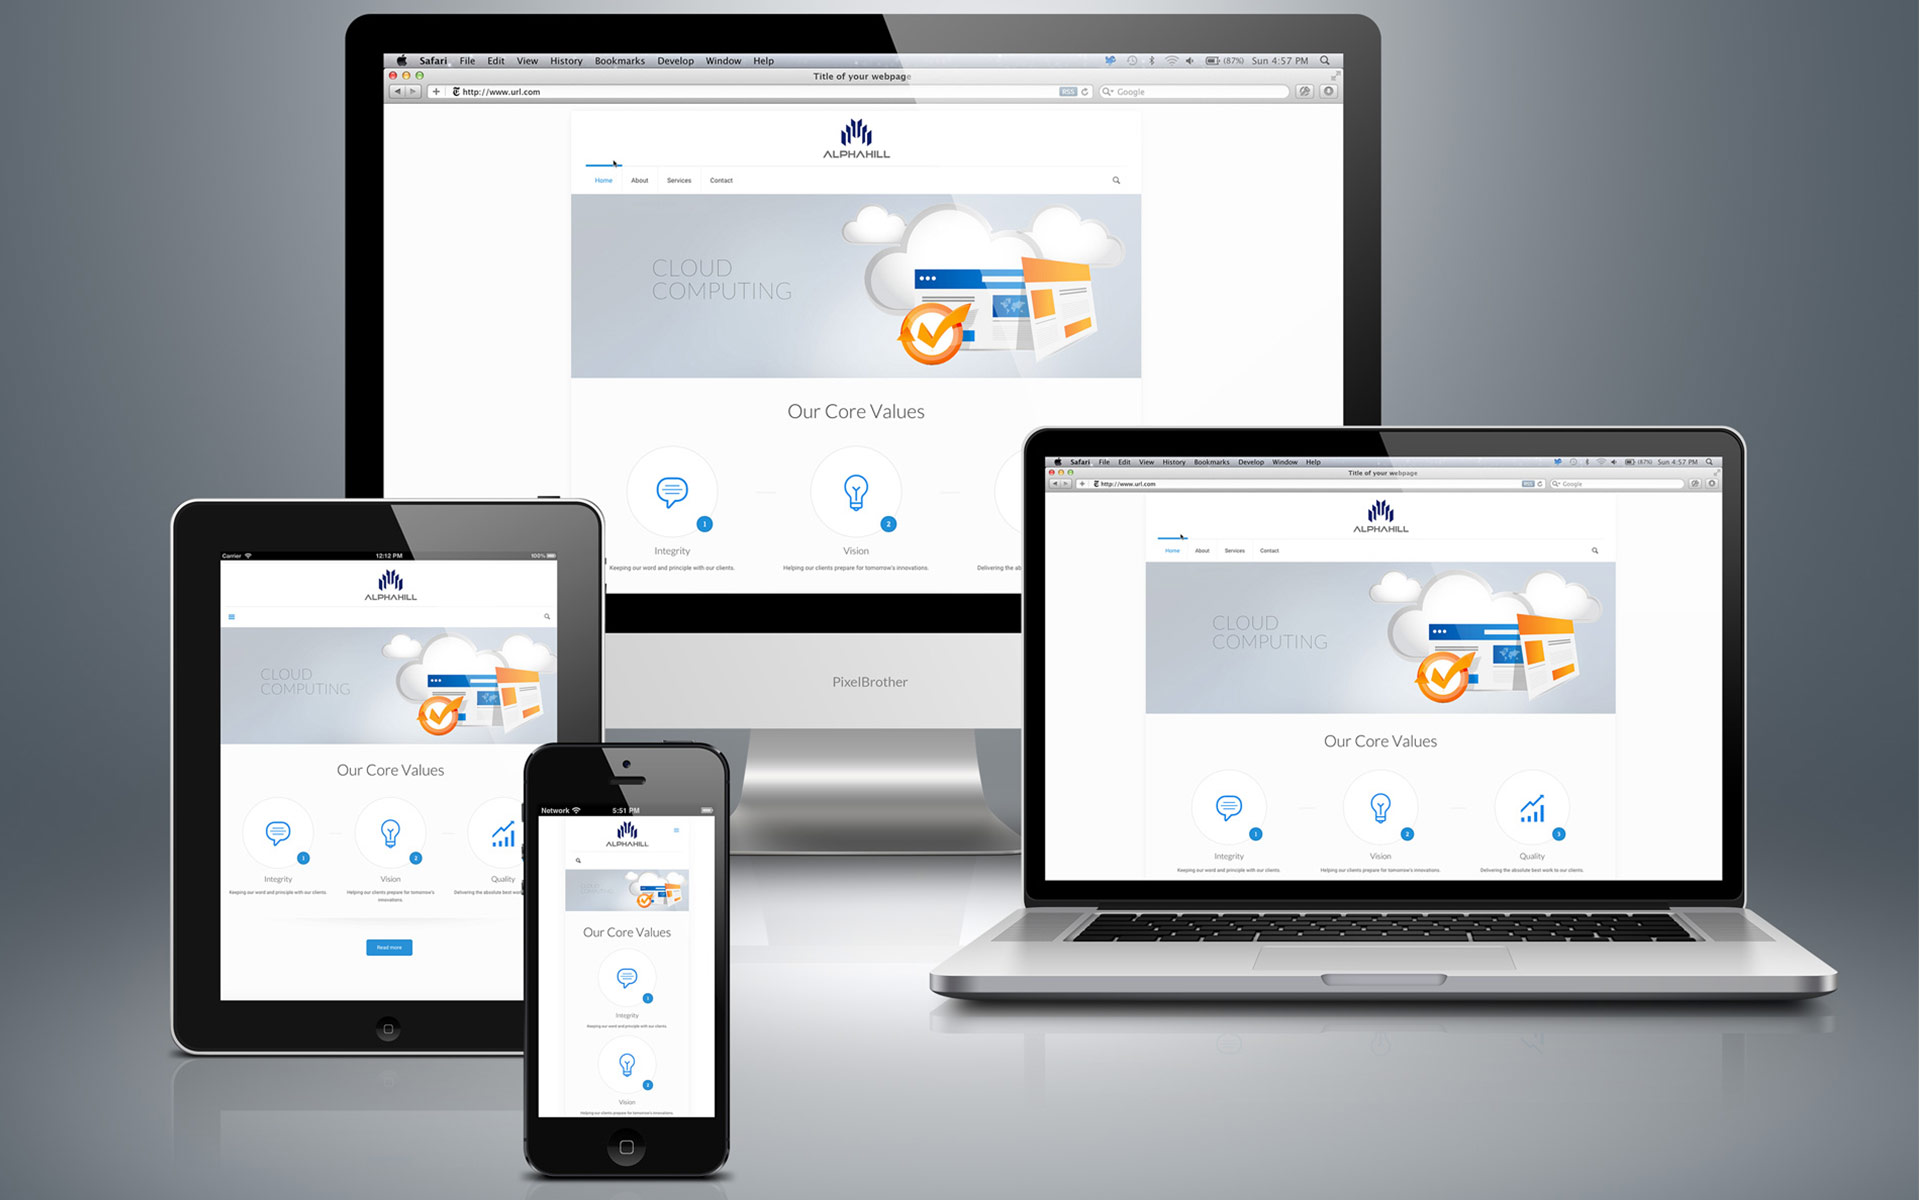 Safari File Edit View History Bookmarks Develop Window Help (87%) Sun 4:57 PM
Title of your webpage
http://www.url.com RSS Google
ALPHAHILL
Home About Services Contact
CLOUD
COMPUTING
Our Core Values
1 2
Integrity Vision
Keeping our word and principle with our clients. Helping our clients prepare for tomorrow's innovations. Delivering the ab
PixelBrother
Safari File Edit View History Bookmarks Develop Window Help (87%) Sun 4:57 PM
Title of your webpage
http://www.url.com RSS Google
ALPHAHILL
Home About Services Contact
CLOUD
COMPUTING
Our Core Values
1 2 3
Integrity Vision Quality
Keeping our word and principle with our clients. Helping our clients prepare for tomorrow's innovations. Delivering the absolute best work to our clients.
Carrier 12:12 PM 100%
ALPHAHILL
CLOUD
COMPUTING
Our Core Values
1 2
Integrity Vision Quality
Keeping our word and principle with our clients. Helping our clients prepare for tomorrow's Delivering the absolute best work
innovations.
Read more
Network 5:51 PM
ALPHAHILL
CLOUD
COMPUTING
Our Core Values
1
Integrity
Keeping our word and principle with our clients.
2
Vision
Helping our clients prepare for tomorrow's innovations.